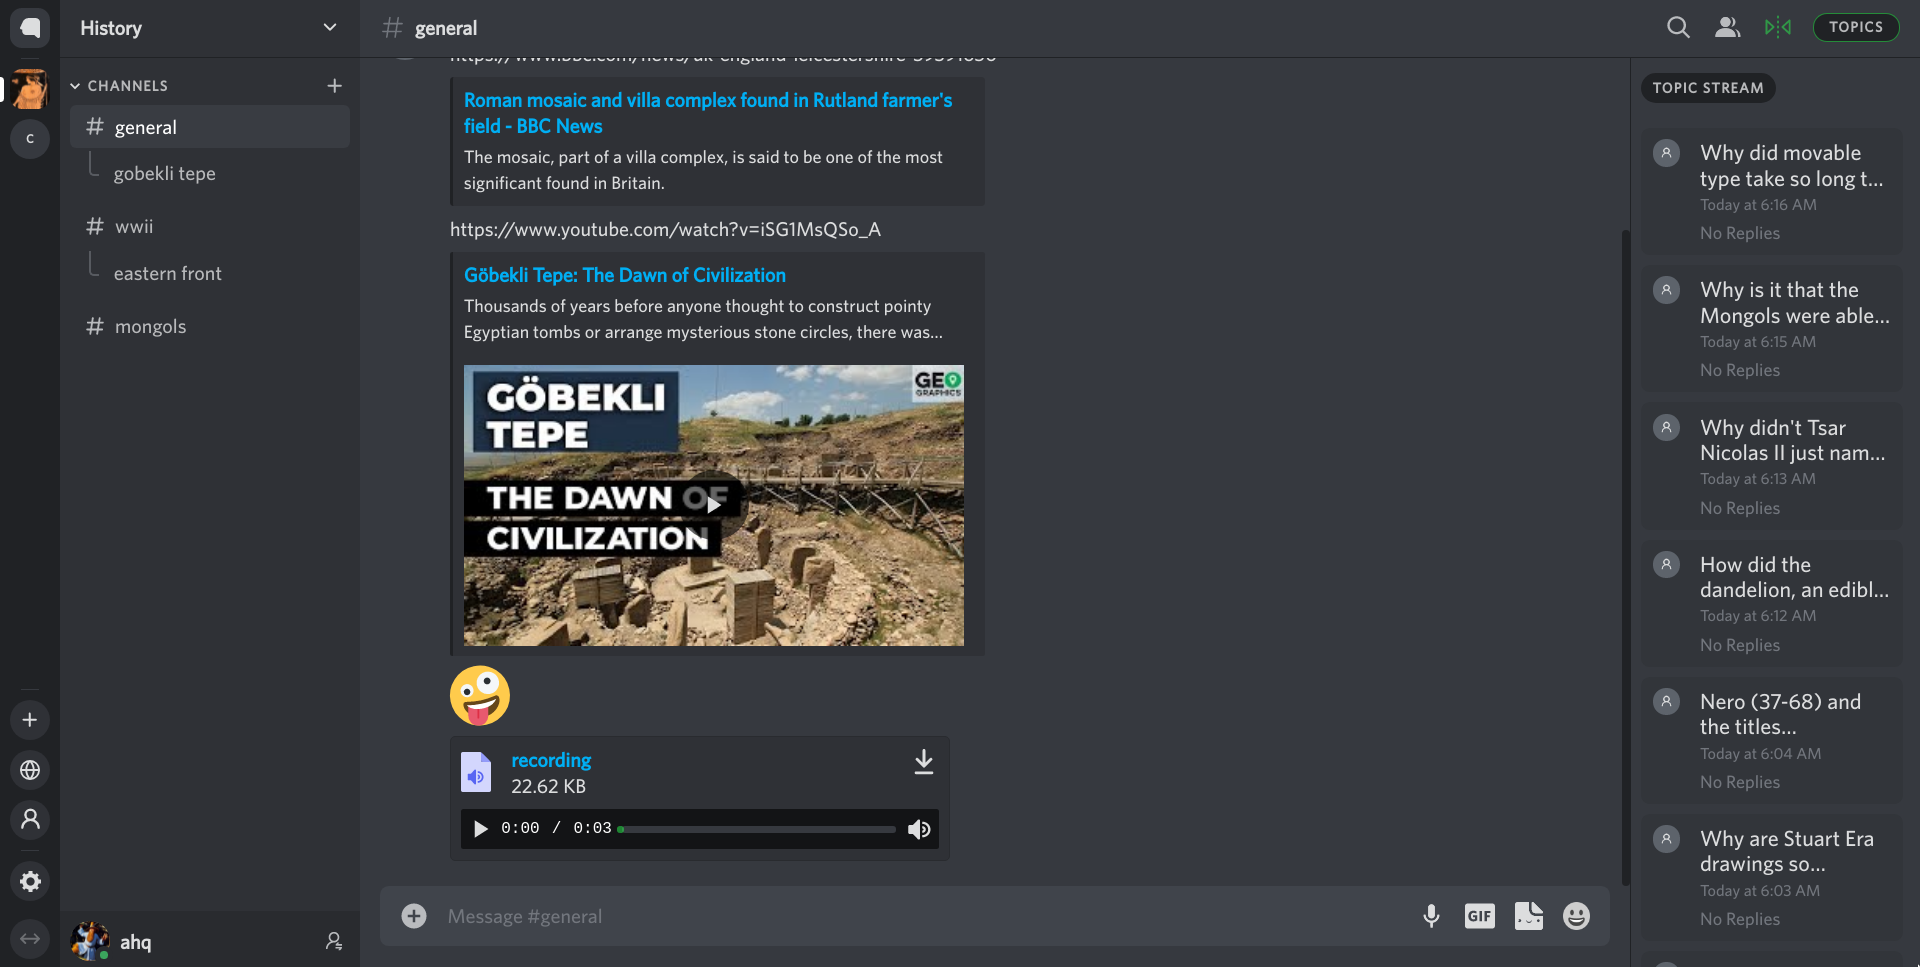 History
general
TOPICS
CHANNELS
general
gobekli tepe
wwii
eastern front
mongols
C
ahq
Roman mosaic and villa complex found in Rutland farmer's
field - BBC News
The mosaic, part of a villa complex, is said to be one of the most
significant found in Britain.
https://www.youtube.com/watch?v=iSG1MsQSo_A
Göbekli Tepe: The Dawn of Civilization
Thousands of years before anyone thought to construct pointy
Egyptian tombs or arrange mysterious stone circles, there was...
GÖBEKLI
TEPE
GEO
GRAPHICS
THE DAWN OF
CIVILIZATION
recording
22.62 KB
0:00 / 0:03
Message #general
GIF
TOPIC STREAM
Why did movable
type take so long t...
Today at 6:16 AM
No Replies
Why is it that the
Mongols were able...
Today at 6:15 AM
No Replies
Why didn't Tsar
Nicolas II just nam...
Today at 6:13 AM
No Replies
How did the
dandelion, an edibl...
Today at 6:12 AM
No Replies
Nero (37-68) and
the titles...
Today at 6:04 AM
No Replies
Why are Stuart Era
drawings so...
Today at 6:03 AM
No Replies